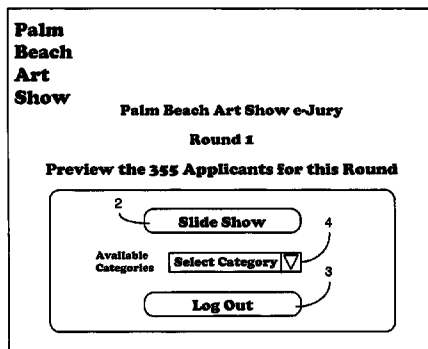 Palm
Beach
Art
Show
Palm Beach Art Show e-Jury
Round 1
Preview the 355 Applicants for this Round
2
Slide Show
4
Available
Categories
Select Category
3
Log Out